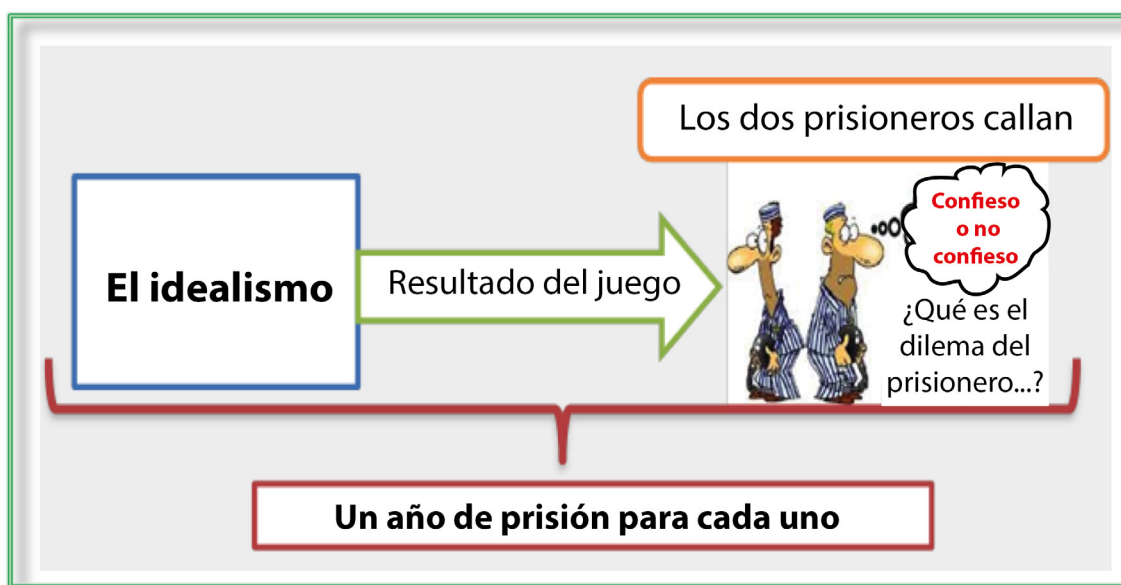 Los dos prisioneros callan
Confieso
o no
confieso
El idealismo
Resultado del juego
¿Qué es el
dilema del
prisionero...?
Un año de prisión para cada uno